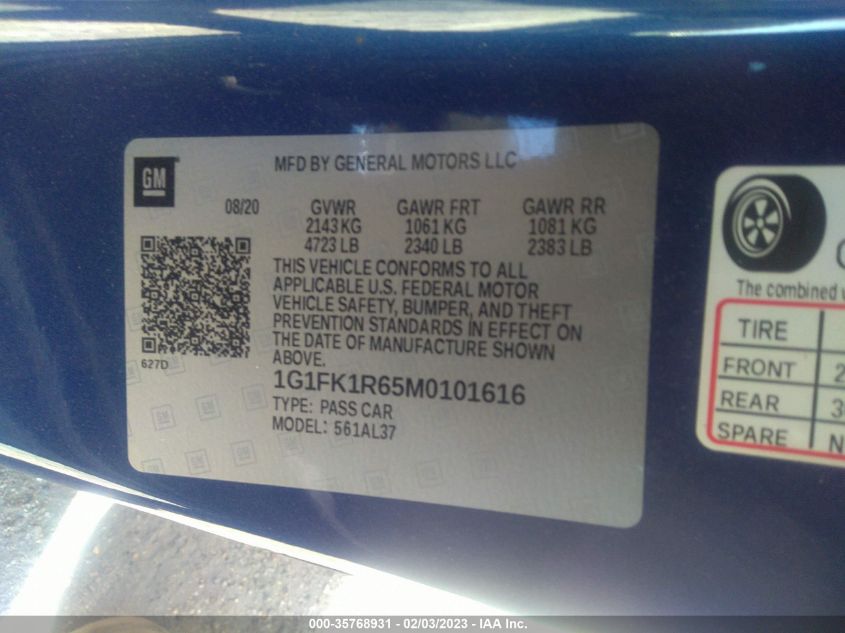 GM
MFD BY GENERAL MOTORS LLC
08/20 GVWR GAWR FRT GAWR RR
2143 KG 1061 KG 1081 KG
4723 LB 2340 LB 2383 LB
THIS VEHICLE CONFORMS TO ALL
APPLICABLE U.S. FEDERAL MOTOR
VEHICLE SAFETY, BUMPER, AND THEFT
PREVENTION STANDARDS IN EFFECT ON
THE DATE OF MANUFACTURE SHOWN
ABOVE.
627D
1G1FK1R65M0101616
TYPE: PASS CAR
MODEL: 561AL37
The combined
TIRE
FRONT 2
REAR 3
SPARE N
© IMAGE - 35768931 - 02/03/2023 - IAA Inc.